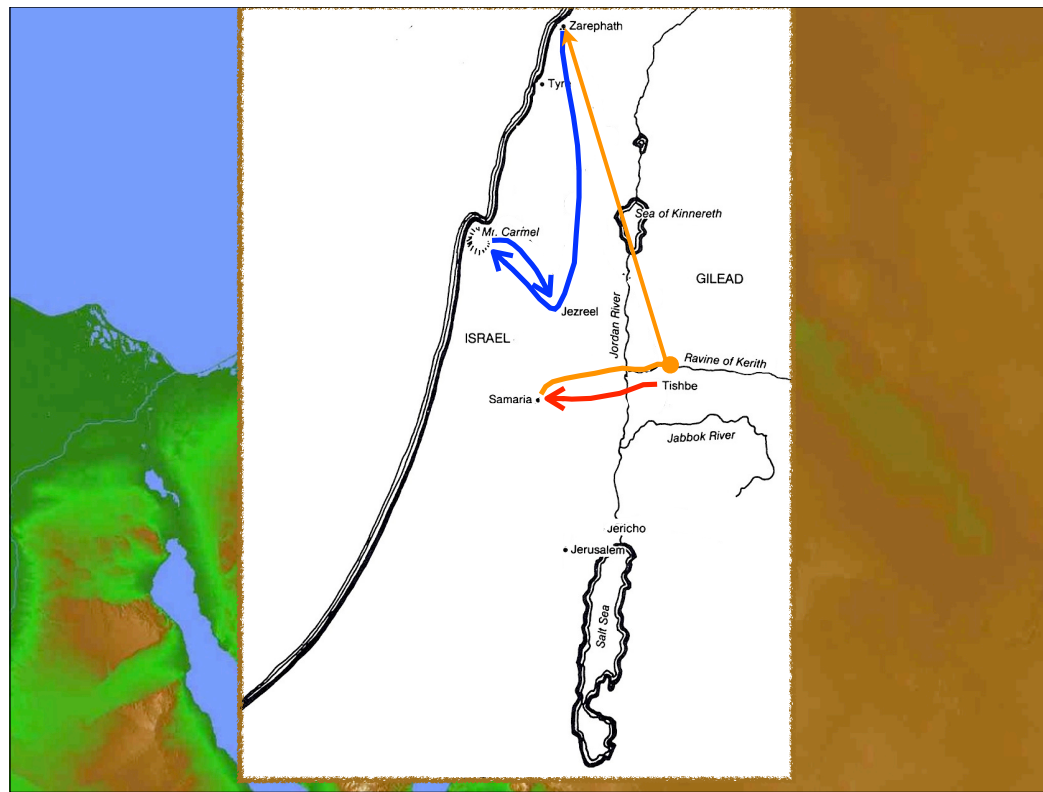 Zarephath
Tyre
Sea of Kinnereth
Mt. Carmel
GILEAD
Jordan River
Jezreel
ISRAEL
Ravine of Kerith
Tishbe
Samaria
Jabbok River
Jericho
Jerusalem
Salt Sea